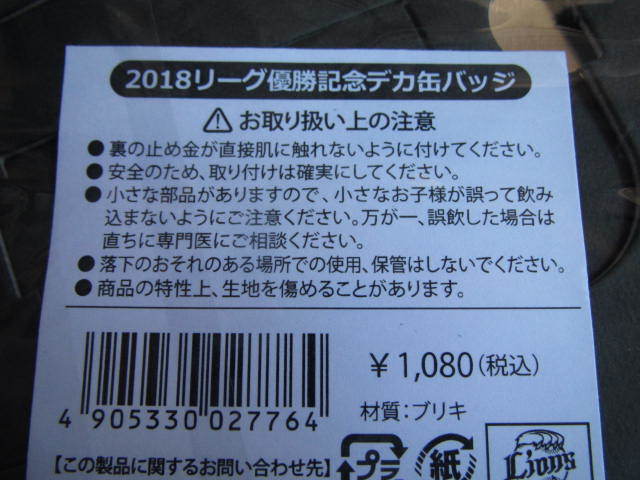 2018リーグ優勝記念デカ缶バッジ
お取り扱い上の注意
●裏の止め金が直接肌に触れないように付けてください。
●安全のため、取り付けは確実にしてください。
●小さな部品がありますので、小さなお子様が誤って飲み
込まないようにご注意ください。万が一、誤飲した場合は
直ちに専門医にご相談ください。
●落下のおそれのある場所での使用、保管はしないでください。
●商品の特性上、生地を傷めることがあります。
¥1,080(税込)
4 905330 027764
材質:ブリキ
【この製品に関するお問い合わせ先】
プラ
紙
Lions